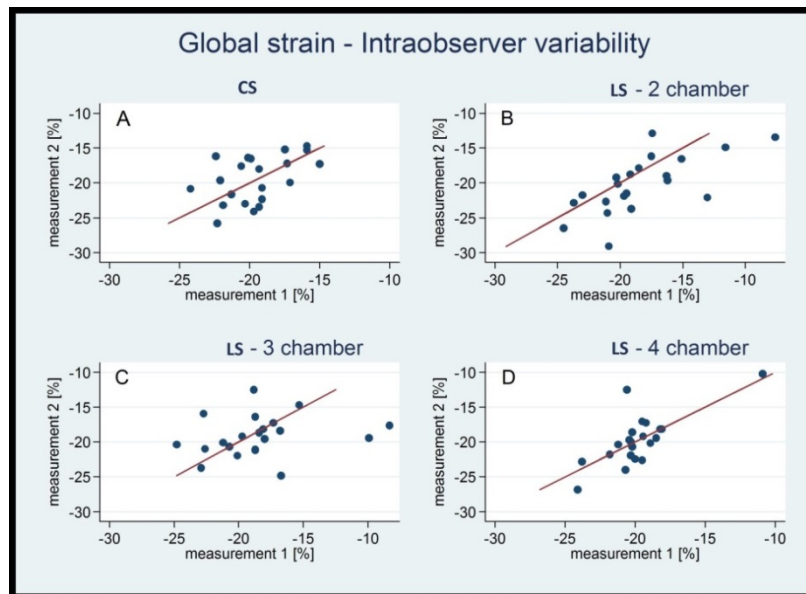 Global strain - Intraobserver variability
CS
LS - 2 chamber
A
B
measurement 2 [%]
-10
-15
-20
-25
-30
-30 -25 -20 -15 -10
measurement 1 [%]
measurement 2 [%]
-10
-15
-20
-25
-30
-30 -25 -20 -15 -10
measurement 1 [%]
LS - 3 chamber
LS - 4 chamber
C
D
measurement 2 [%]
-10
-15
-20
-25
-30
-30 -25 -20 -15 -10
measurement 1 [%]
measurement 2 [%]
-10
-15
-20
-25
-30
-30 -25 -20 -15 -10
measurement 1 [%]